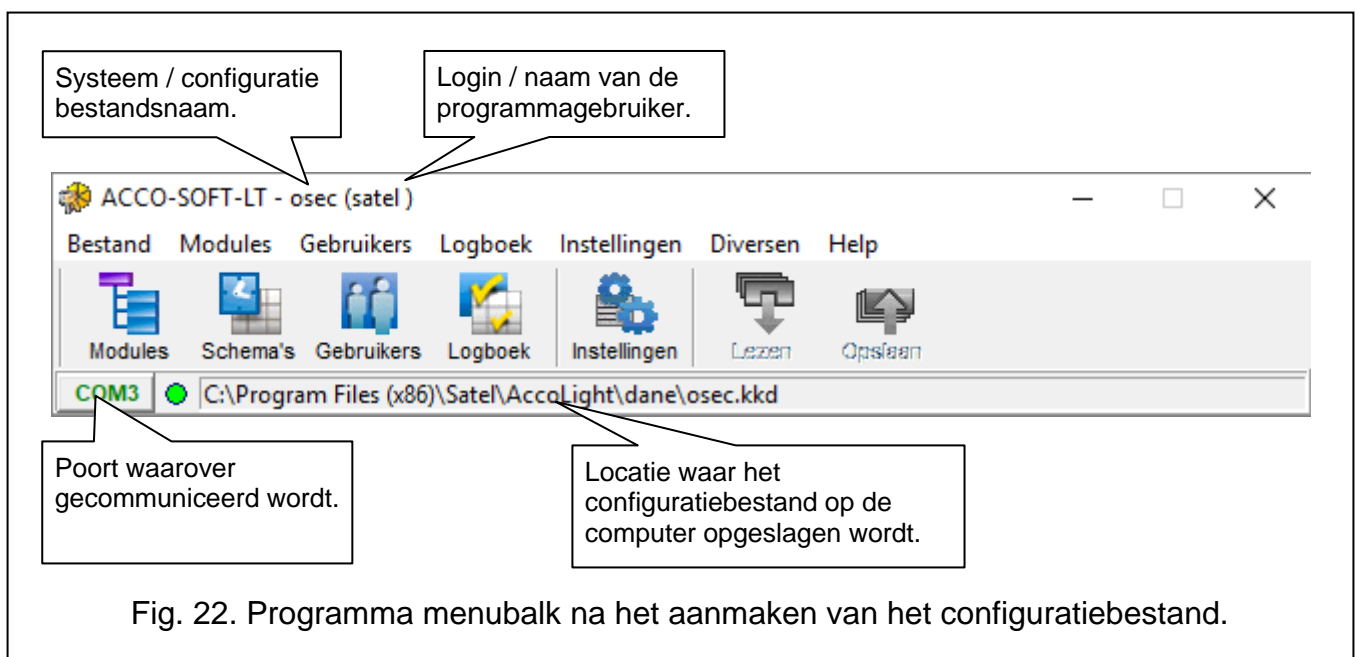 Systeem / configuratie
bestandsnaam.
Login / naam van de
programmagebruiker.
ACCO-SOFT-LT - osec (satel )
Bestand Modules Gebruikers Logboek Instellingen Diversen Help
Modules Schema's Gebruikers Logboek Instellingen Lezen Opslaan
COM3 C:\Program Files (x86)\Satel\AccoLight\dane\osec.kkd
Poort waarover
gecommuniceerd wordt.
Locatie waar het
configuratiebestand op de
computer opgeslagen wordt.
Fig. 22. Programma menubalk na het aanmaken van het configuratiebestand.